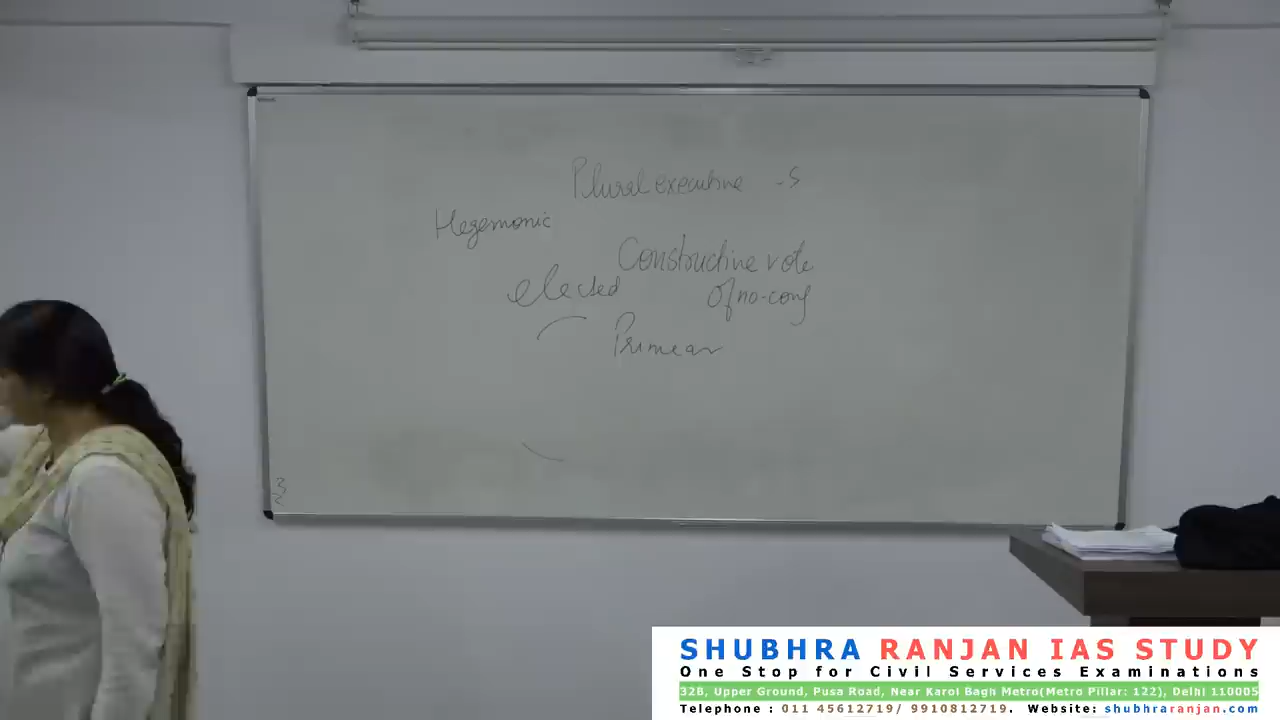 Plural executive - S
Hegemonic
Constructive vote
elected of no-conf
SHUBHRA RANJAN IAS STUDY
One Stop for Civil Services Examinations
32B, Upper Ground, Pusa Road, Near Karol Bagh Metro(Metro Pillar: 122), Delhi 110005
Telephone : 011 45612719/ 9910812719. Website: shubhraranjan.com